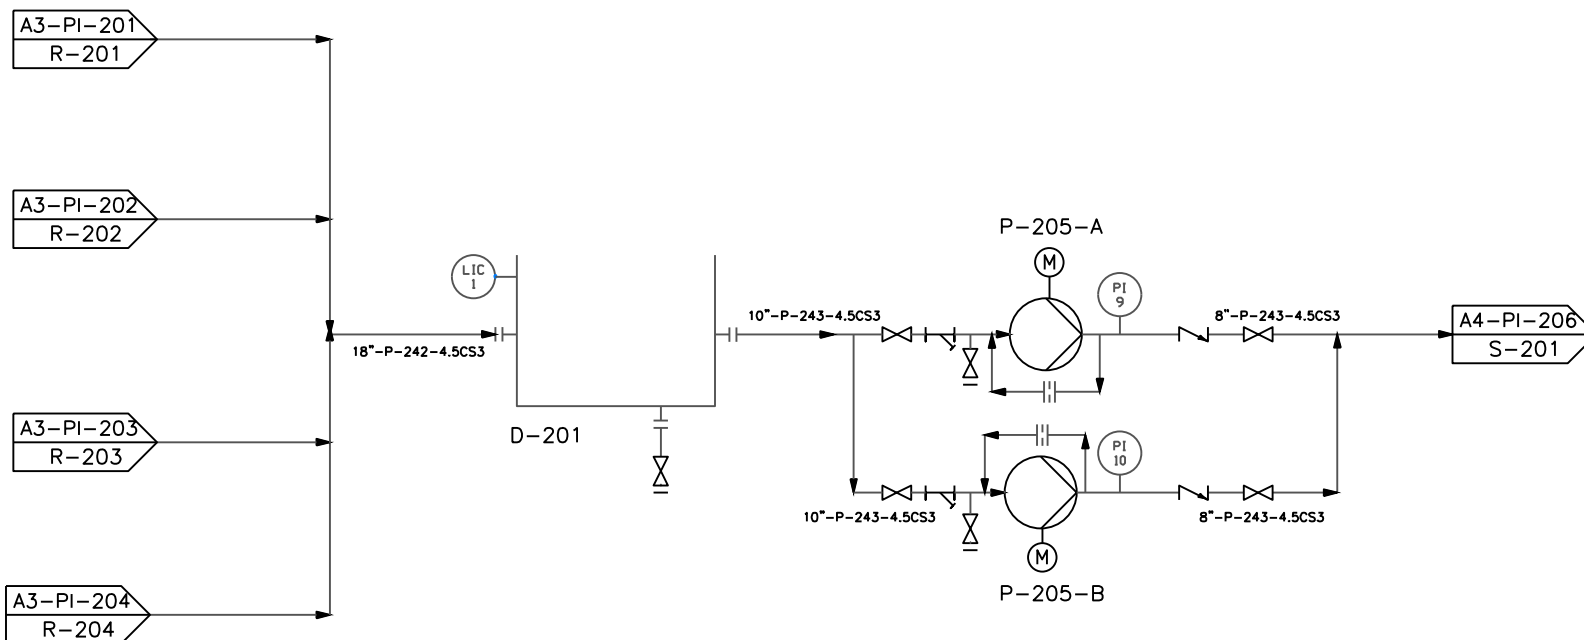 A3-PI-201
R-201
A3-PI-202
R-202
P-205-A
M
LIC
1
PI
9
10"-P-243-4.5CS3
8"-P-243-4.5CS3
A4-PI-206
S-201
18"-P-242-4.5CS3
A3-PI-203
R-203
D-201
PI
10
10"-P-243-4.5CS3
8"-P-243-4.5CS3
M
P-205-B
A3-PI-204
R-204